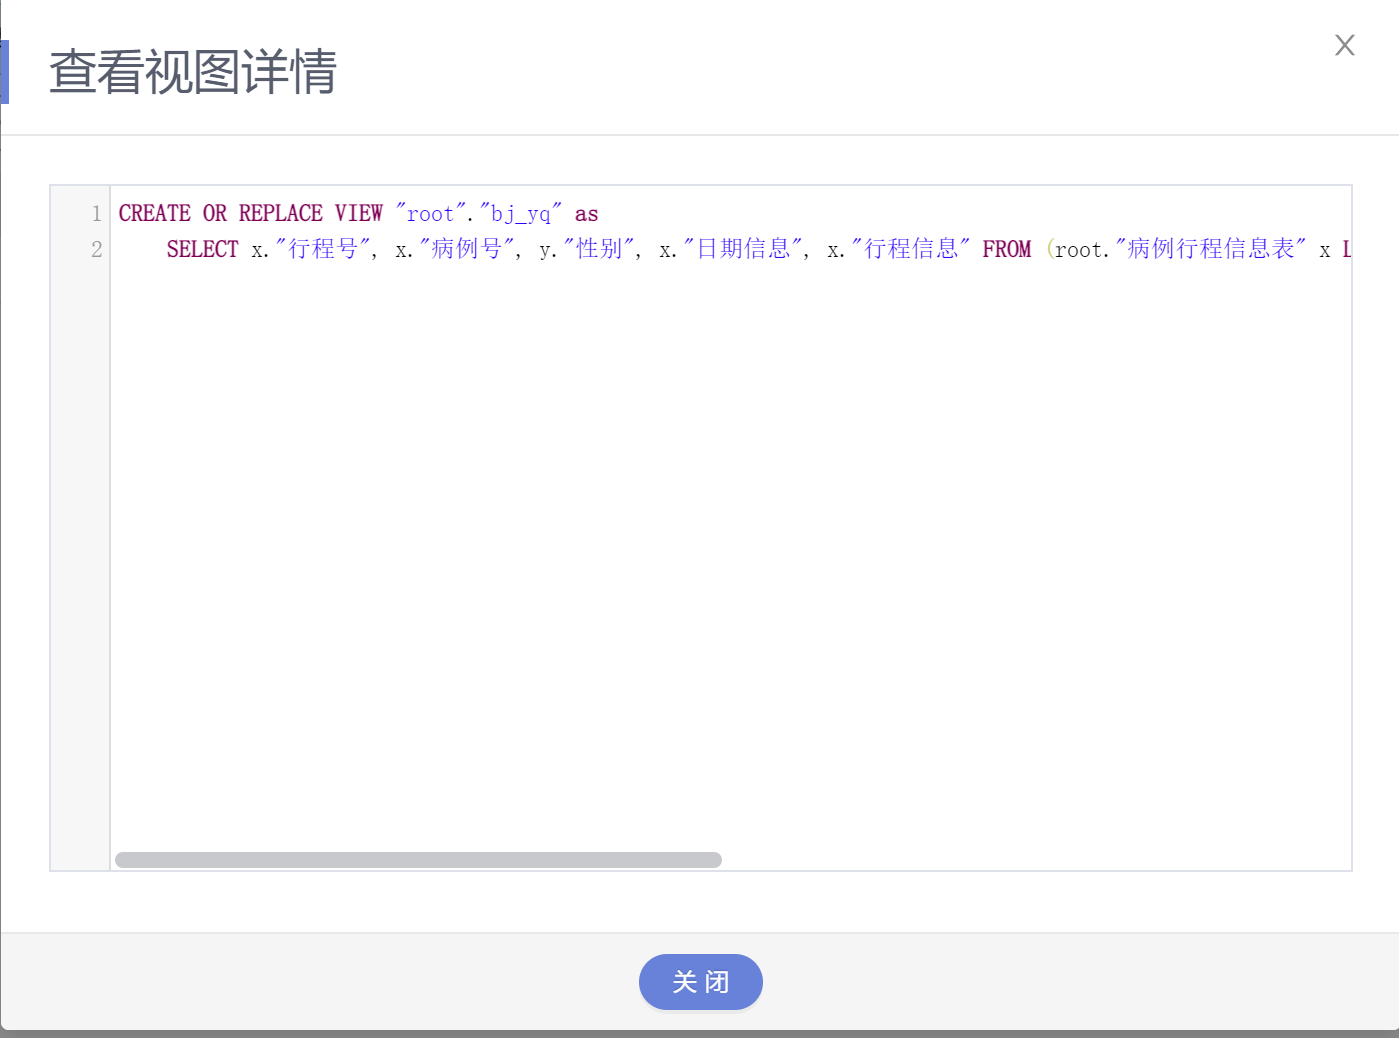 查看视图详情
X
1 CREATE OR REPLACE VIEW "root"."bj_yq" as
2 SELECT x."行程号", x."病例号", y."性别", x."日期信息", x."行程信息" FROM (root."病例行程信息表" x L
关闭